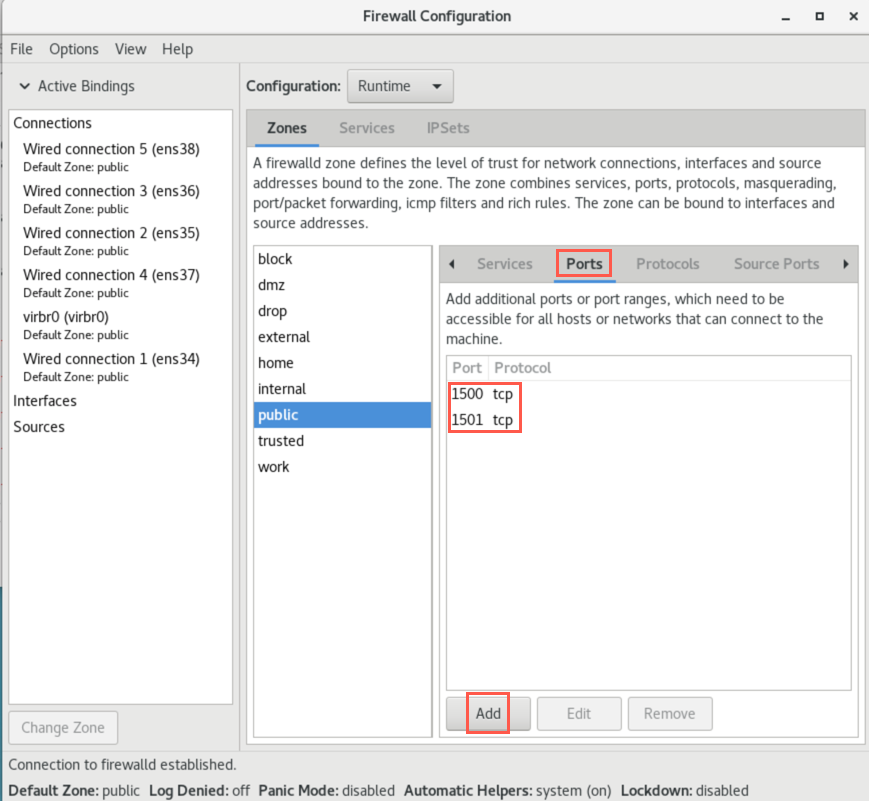 Firewall Configuration
File Options View Help
Active Bindings
Connections
Wired connection 5 (ens38)
Default Zone: public
Wired connection 3 (ens36)
Default Zone: public
Wired connection 2 (ens35)
Default Zone: public
Wired connection 4 (ens37)
Default Zone: public
virbr0 (virbr0)
Default Zone: public
Wired connection 1 (ens34)
Default Zone: public
Interfaces
Sources
Change Zone
Configuration: Runtime
Zones Services IPSets
A firewalld zone defines the level of trust for network connections, interfaces and source
addresses bound to the zone. The zone combines services, ports, protocols, masquerading,
port/packet forwarding, icmp filters and rich rules. The zone can be bound to interfaces and
source addresses.
block
dmz
drop
external
home
internal
public
trusted
work
Services Ports Protocols Source Ports
Add additional ports or port ranges, which need to be
accessible for all hosts or networks that can connect to the
machine.
Port Protocol
1500 tcp
1501 tcp
Add Edit Remove
Connection to firewalld established.
Default Zone: public Log Denied: off Panic Mode: disabled Automatic Helpers: system (on) Lockdown: disabled